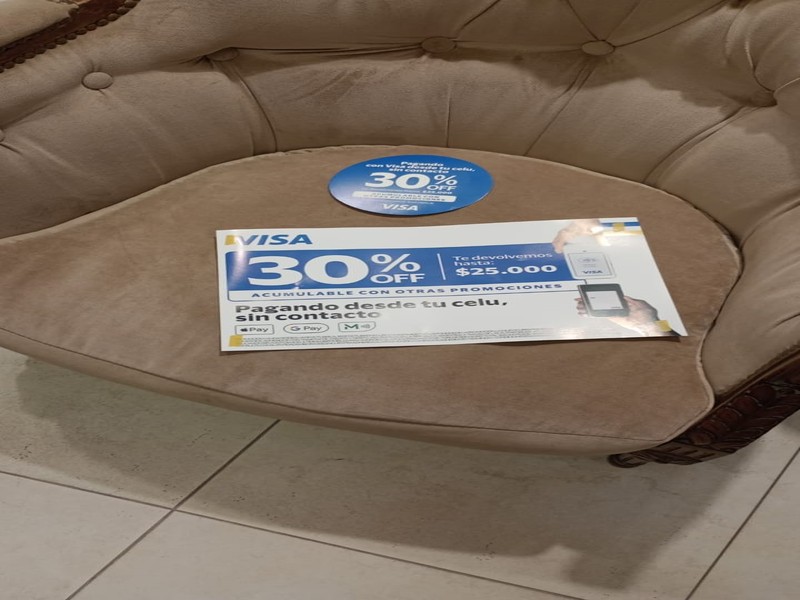 Pagando
con Visa desde tu celu,
sin contacto
30% OFF
VISA
VISA
30% OFF
Te devolvemos
hasta:
$25.000
ACUMULABLE CON OTRAS PROMOCIONES
Pagando desde tu celu,
sin contacto
Pay
G Pay
M
VISA